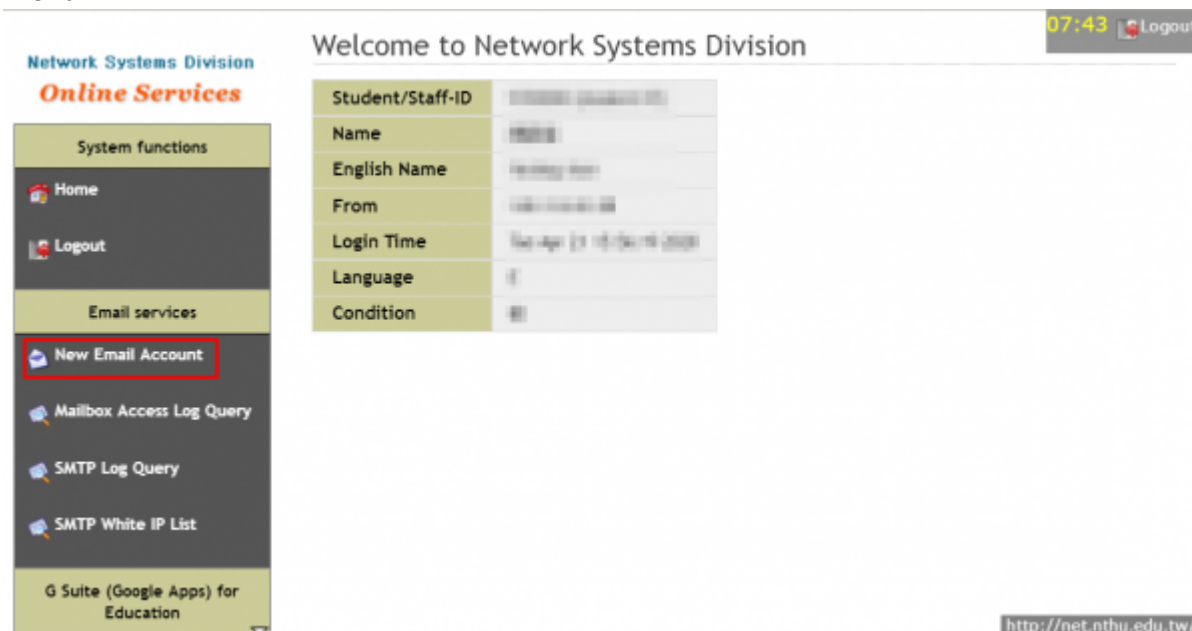 Network Systems Division
Online Services
System functions
Home
Logout
Email services
New Email Account
Mailbox Access Log Query
SMTP Log Query
SMTP White IP List
G Suite (Google Apps) for
Education
Welcome to Network Systems Division
07:43 Logout
Student/Staff-ID
Name
English Name
From
Login Time
Language
Condition
http://net.nthu.edu.tw/